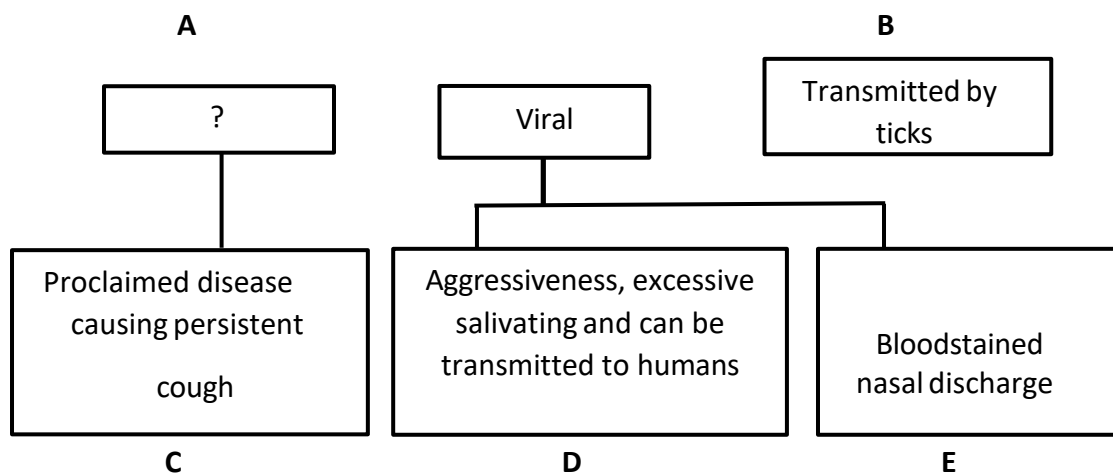 A
B
?
Viral
Transmitted by
ticks
Proclaimed disease
causing persistent
cough
Aggressiveness, excessive
salivating and can be
transmitted to humans
Bloodstained
nasal discharge
C
D
E